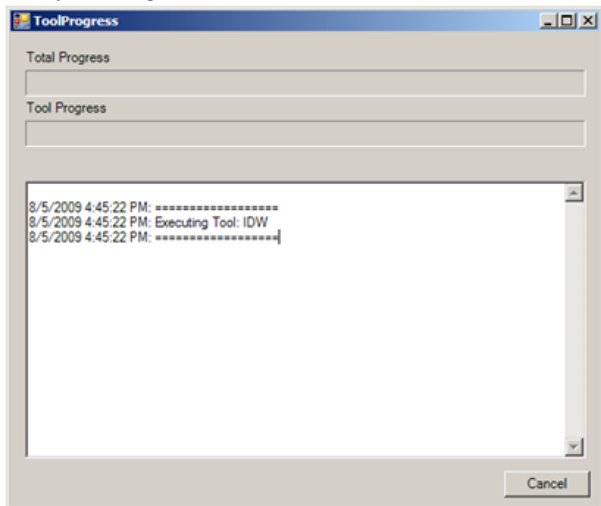 ToolProgress
Total Progress
Tool Progress
8/5/2009 4:45:22 PM: ==================
8/5/2009 4:45:22 PM: Executing Tool: IDW
8/5/2009 4:45:22 PM: ==================
Cancel